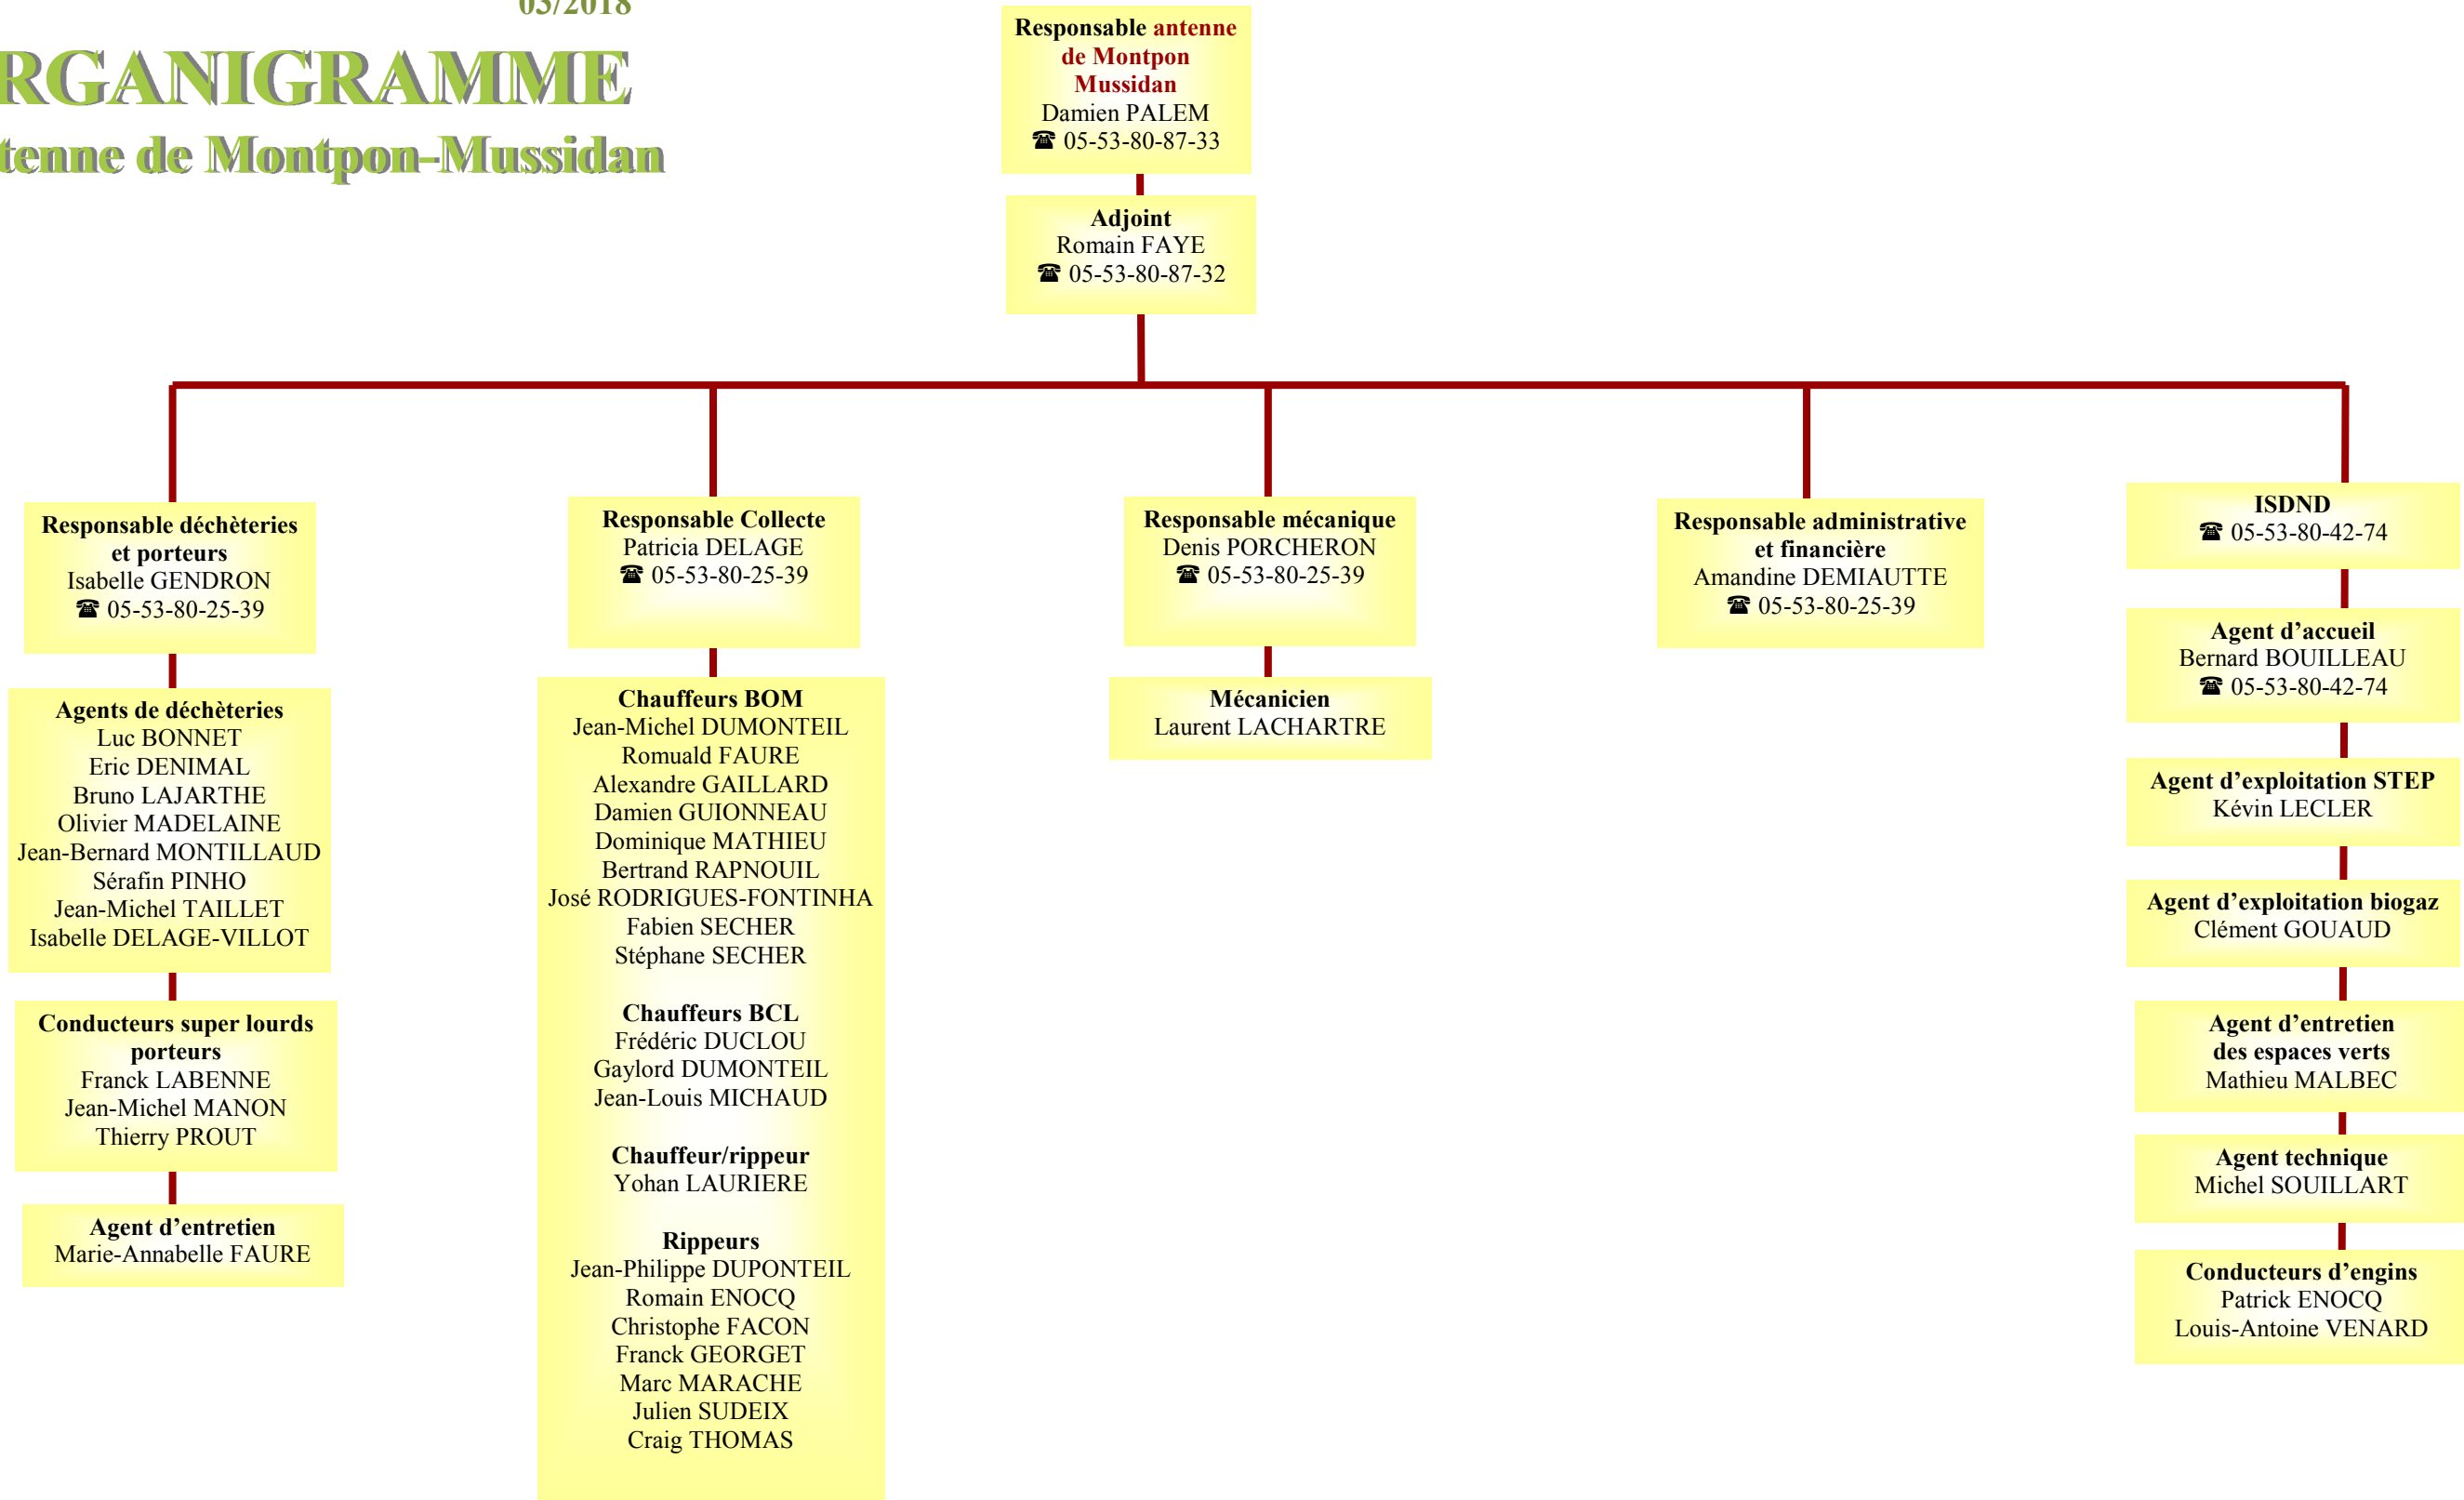 03/2018
RGANIGRAMME
tenne de Montpon-Mussidan
Responsable antenne
de Montpon
Mussidan
Damien PALEM
☎ 05-53-80-87-33
Adjoint
Romain FAYE
☎ 05-53-80-87-32
Responsable déchèteries
et porteurs
Isabelle GENDRON
☎ 05-53-80-25-39
Agents de déchèteries
Luc BONNET
Eric DENIMAL
Bruno LAJARTHE
Olivier MADELAINE
Jean-Bernard MONTILLAUD
Sérafin PINHO
Jean-Michel TAILLET
Isabelle DELAGE-VILLOT
Conducteurs super lourds
porteurs
Franck LABENNE
Jean-Michel MANON
Thierry PROUT
Agent d’entretien
Marie-Annabelle FAURE
Responsable Collecte
Patricia DELAGE
☎ 05-53-80-25-39
Chauffeurs BOM
Jean-Michel DUMONTEIL
Romuald FAURE
Alexandre GAILLARD
Damien GUIONNEAU
Dominique MATHIEU
Bertrand RAPNOUIL
José RODRIGUES-FONTINHA
Fabien SECHER
Stéphane SECHER
Chauffeurs BCL
Frédéric DUCLOU
Gaylord DUMONTEIL
Jean-Louis MICHAUD
Chauffeur/rippeur
Yohan LAURIERE
Rippeurs
Jean-Philippe DUPONTEIL
Romain ENOCQ
Christophe FACON
Franck GEORGET
Marc MARACHE
Julien SUDEIX
Craig THOMAS
Responsable mécanique
Denis PORCHERON
☎ 05-53-80-25-39
Mécanicien
Laurent LACHARTRE
Responsable administrative
et financière
Amandine DEMIAUTTE
☎ 05-53-80-25-39
ISDND
☎ 05-53-80-42-74
Agent d’accueil
Bernard BOUILLEAU
☎ 05-53-80-42-74
Agent d’exploitation STEP
Kévin LECLER
Agent d’exploitation biogaz
Clément GOUAUD
Agent d’entretien
des espaces verts
Mathieu MALBEC
Agent technique
Michel SOUILLART
Conducteurs d’engins
Patrick ENOCQ
Louis-Antoine VENARD